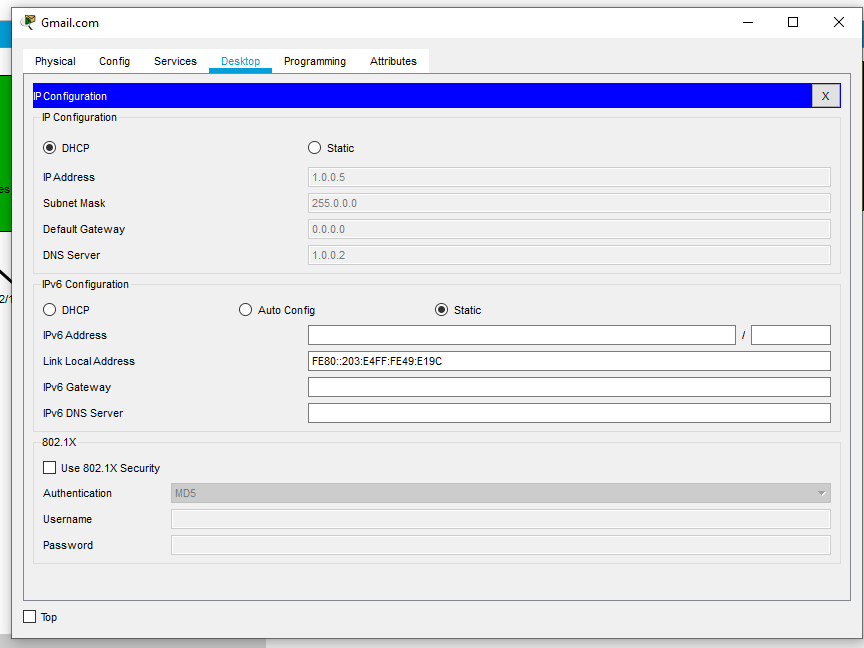 Gmail.com
Physical Config Services Desktop Programming Attributes
IP Configuration X
IP Configuration
DHCP Static
IP Address 1.0.0.5
Subnet Mask 255.0.0.0
Default Gateway 0.0.0.0
DNS Server 1.0.0.2
IPv6 Configuration
DHCP Auto Config Static
IPv6 Address /
Link Local Address FE80::203:E4FF:FE49:E19C
IPv6 Gateway
IPv6 DNS Server
802.1X
Use 802.1X Security
Authentication MD5
Username
Password
Top
es
2/1